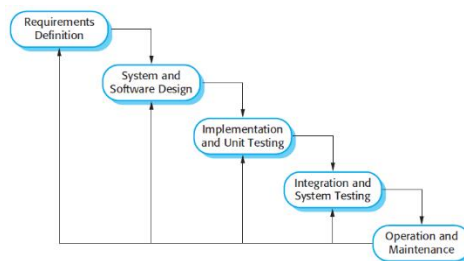 Requirements
Definition
System and
Software Design
Implementation
and Unit Testing
Integration and
System Testing
Operation and
Maintenance